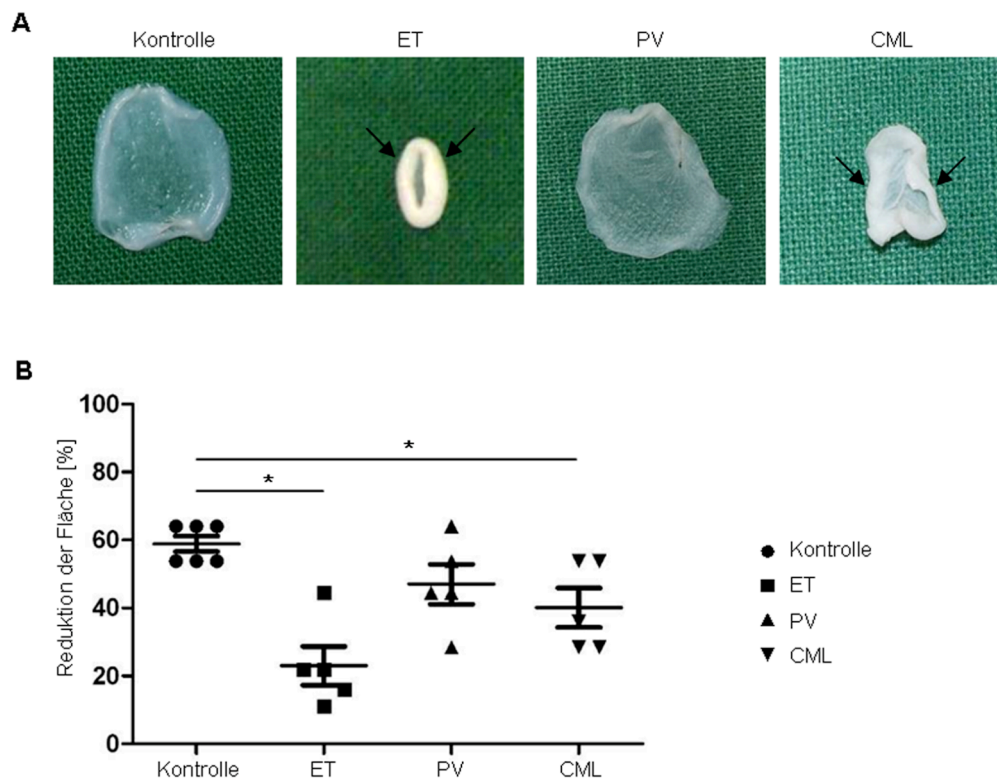 A
Kontrolle ET PV CML
B
Reduktion der Fläche [%]
100
80
60
40
20
0
*
*
Kontrolle ET PV CML
Kontrolle
ET
PV
CML